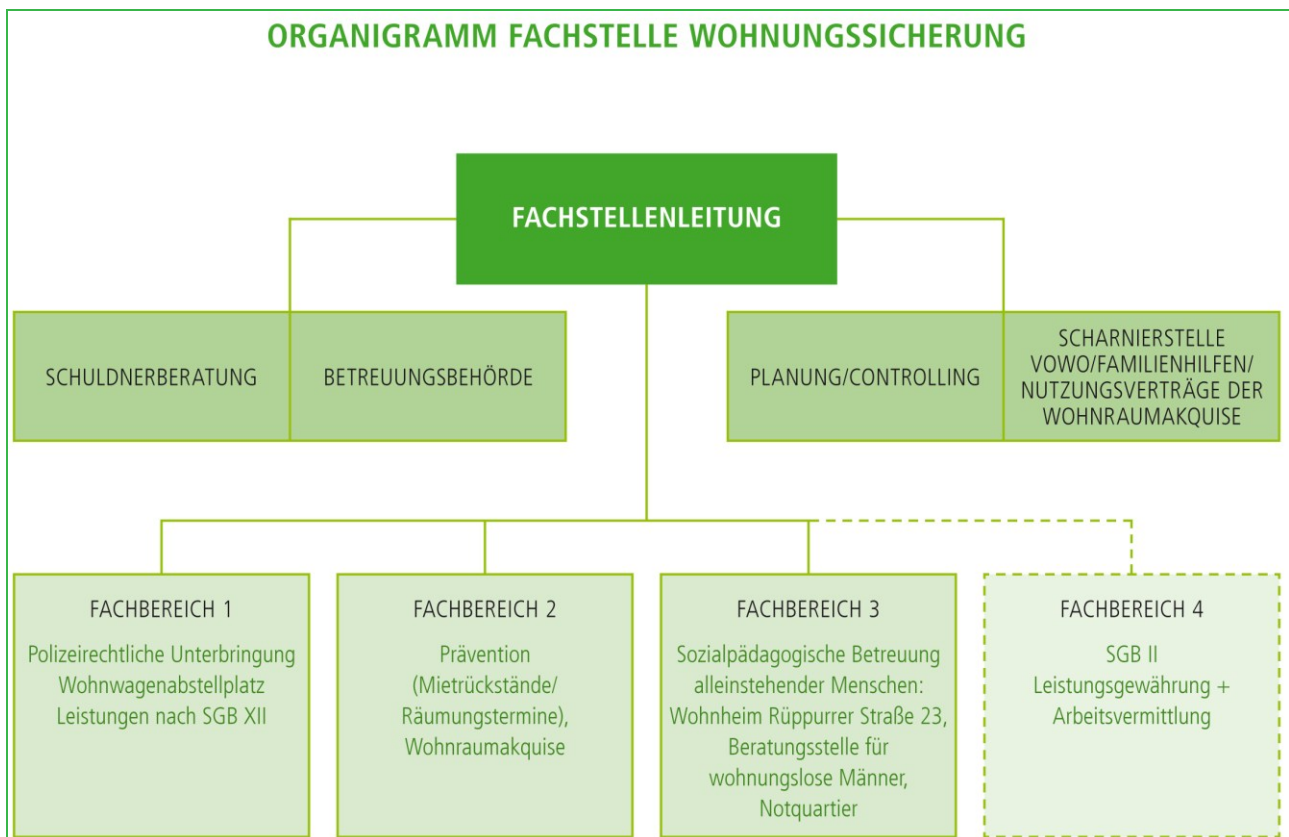 ORGANIGRAMM FACHSTELLE WOHNUNGSSICHERUNG
FACHSTELLENLEITUNG
SCHULDNERBERATUNG
BETREUUNGSBEHÖRDE
PLANUNG/CONTROLLING
SCHARNIERSTELLE
VOWO/FAMILIENHILFEN/
NUTZUNGSVERTRÄGE DER
WOHNRAUMAKQUISE
FACHBEREICH 1
Polizeirechtliche Unterbringung
Wohnwagenabstellplatz
Leistungen nach SGB XII
FACHBEREICH 2
Prävention
(Mietrückstände/
Räumungstermine),
Wohnraumakquise
FACHBEREICH 3
Sozialpädagogische Betreuung
alleinstehender Menschen:
Wohnheim Rüppurrer Straße 23,
Beratungsstelle für
wohnungslose Männer,
Notquartier
FACHBEREICH 4
SGB II
Leistungsgewährung +
Arbeitsvermittlung